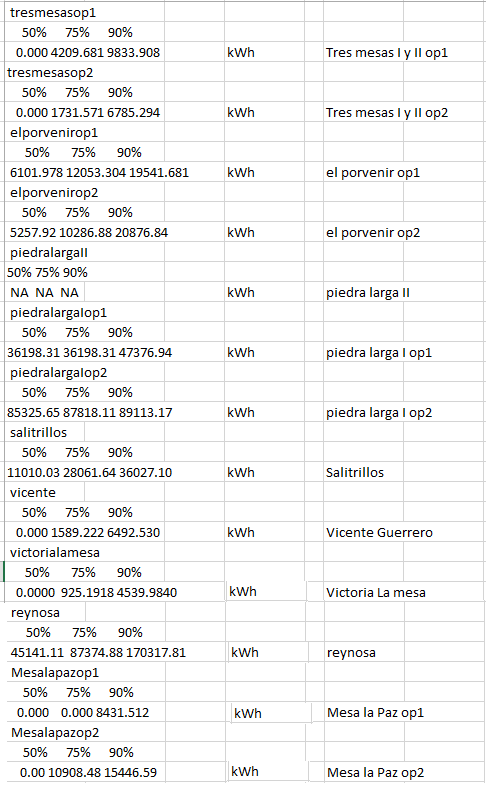 tresmesasop1
50% 75% 90%
0.000 4209.681 9833.908 kWh Tres mesas I y II op1
tresmesasop2
50% 75% 90%
0.000 1731.571 6785.294 kWh Tres mesas I y II op2
elporvenirop1
50% 75% 90%
6101.978 12053.304 19541.681 kWh el porvenir op1
elporvenirop2
50% 75% 90%
5257.92 10286.88 20876.84 kWh el porvenir op2
piedralargaII
50% 75% 90%
NA NA NA kWh piedra larga II
piedralargaIop1
50% 75% 90%
36198.31 36198.31 47376.94 kWh piedra larga I op1
piedralargaIop2
50% 75% 90%
85325.65 87818.11 89113.17 kWh piedra larga I op2
salitrillos
50% 75% 90%
11010.03 28061.64 36027.10 kWh Salitrillos
vicente
50% 75% 90%
0.000 1589.222 6492.530 kWh Vicente Guerrero
victorialamesa
50% 75% 90%
0.0000 925.1918 4539.9840 kWh Victoria La mesa
reynosa
50% 75% 90%
45141.11 87374.88 170317.81 kWh reynosa
Mesalapazop1
50% 75% 90%
0.000 0.000 8431.512 kWh Mesa la Paz op1
Mesalapazop2
50% 75% 90%
0.00 10908.48 15446.59 kWh Mesa la Paz op2